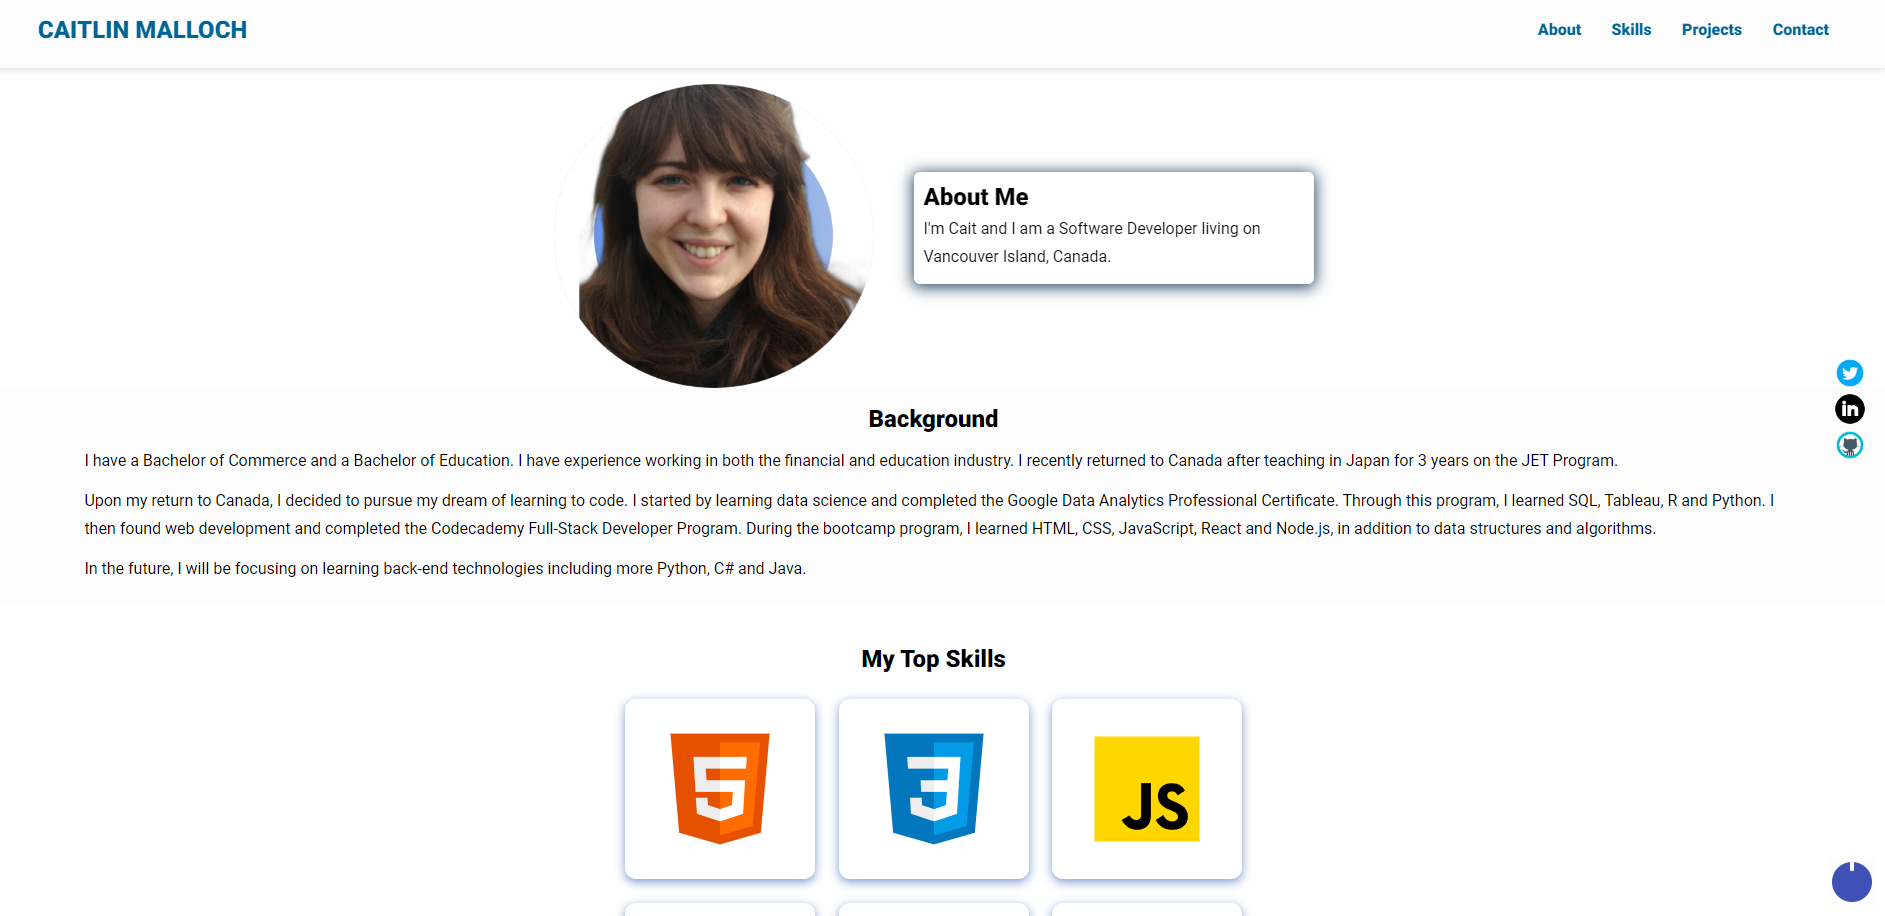 CAITLIN MALLOCH
About Skills Projects Contact
About Me
I'm Cait and I am a Software Developer living on
Vancouver Island, Canada.
in
Background
I have a Bachelor of Commerce and a Bachelor of Education. I have experience working in both the financial and education industry. I recently returned to Canada after teaching in Japan for 3 years on the JET Program.
Upon my return to Canada, I decided to pursue my dream of learning to code. I started by learning data science and completed the Google Data Analytics Professional Certificate. Through this program, I learned SQL, Tableau, R and Python. I
then found web development and completed the Codecademy Full-Stack Developer Program. During the bootcamp program, I learned HTML, CSS, JavaScript, React and Node.js, in addition to data structures and algorithms.
In the future, I will be focusing on learning back-end technologies including more Python, C# and Java.
My Top Skills
5 3 JS